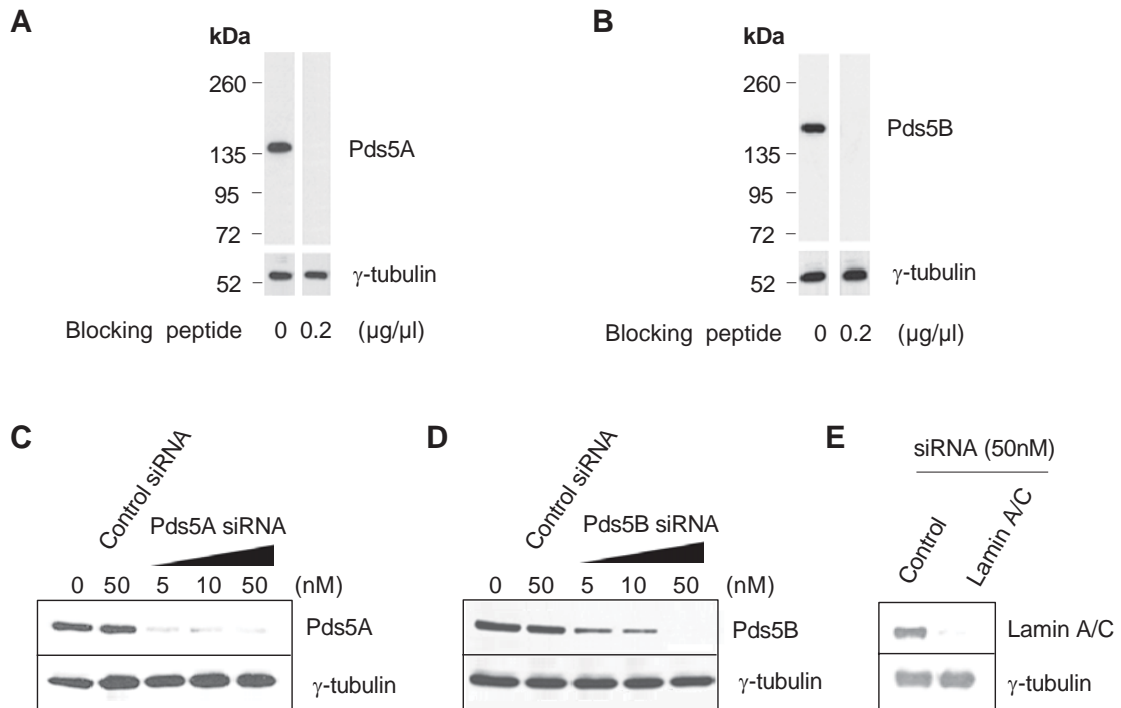 A
kDa
260
135
95
72
52
Pds5A
γ-tubulin
Blocking peptide 0 0.2 (µg/µl)
B
kDa
260
135
95
72
52
Pds5B
γ-tubulin
Blocking peptide 0 0.2 (µg/µl)
C
Control siRNA
Pds5A siRNA
0 50 5 10 50 (nM)
Pds5A
γ-tubulin
D
Control siRNA
Pds5B siRNA
0 50 5 10 50 (nM)
Pds5B
γ-tubulin
E
siRNA (50nM)
Control
Lamin A/C
Lamin A/C
γ-tubulin